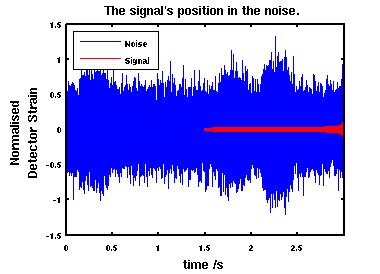 The signal's position in the noise.
1.5
Noise
Signal
1
0.5
0
-0.5
-1
-1.5
Normalised
Detector Strain
0 0.5 1 1.5 2 2.5
time /s